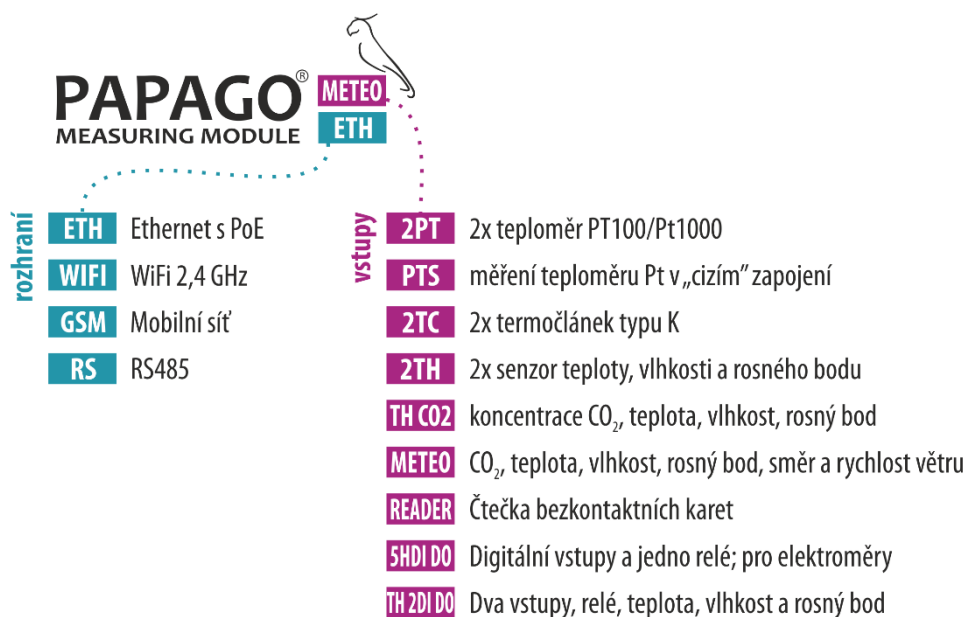 PAPAGO® METEO
MEASURING MODULE ETH
rozhraní
ETH Ethernet s PoE
WIFI WiFi 2,4 GHz
GSM Mobilní síť
RS RS485
vstupy
2PT 2x teploměr PT100/Pt1000
PTS měření teploměru Pt v „cizím” zapojení
2TC 2x termočlánek typu K
2TH 2x senzor teploty, vlhkosti a rosného bodu
TH CO2 koncentrace CO₂, teplota, vlhkost, rosný bod
METEO CO₂, teplota, vlhkost, rosný bod, směr a rychlost větru
READER Čtečka bezkontaktních karet
5HDI DO Digitální vstupy a jedno relé; pro elektroměry
TH 2DI DO Dva vstupy, relé, teplota, vlhkost a rosný bod